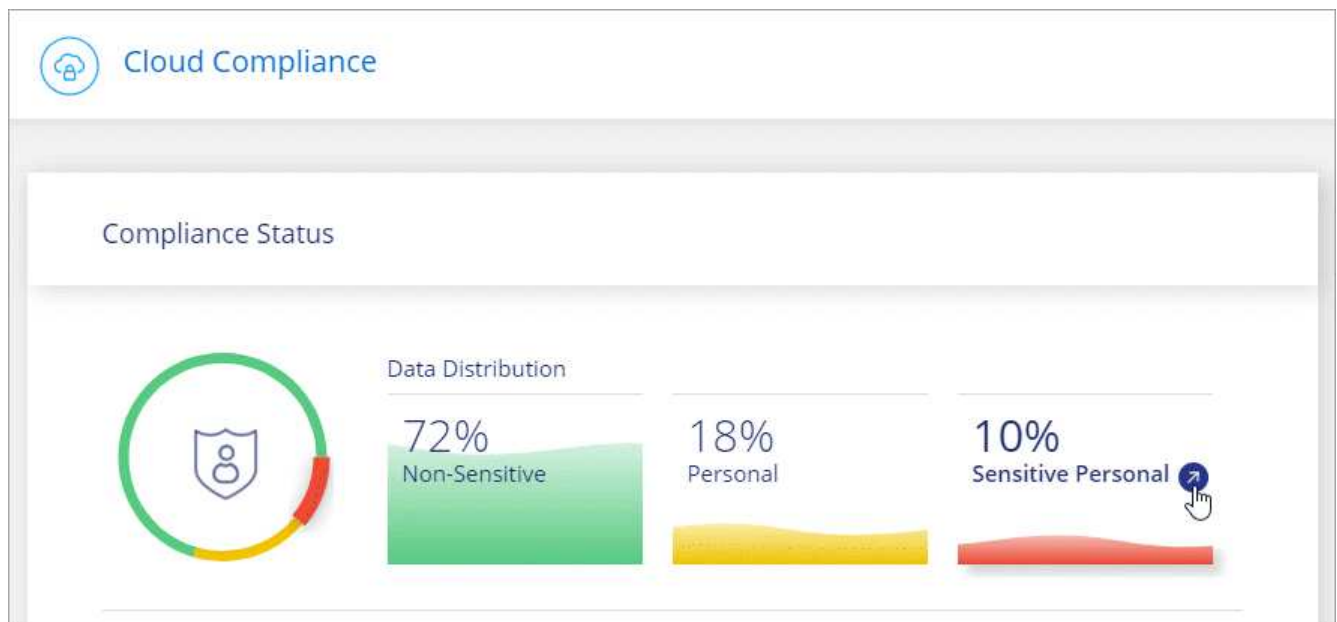 Cloud Compliance
Compliance Status
Data Distribution
72%
Non-Sensitive
18%
Personal
10%
Sensitive Personal